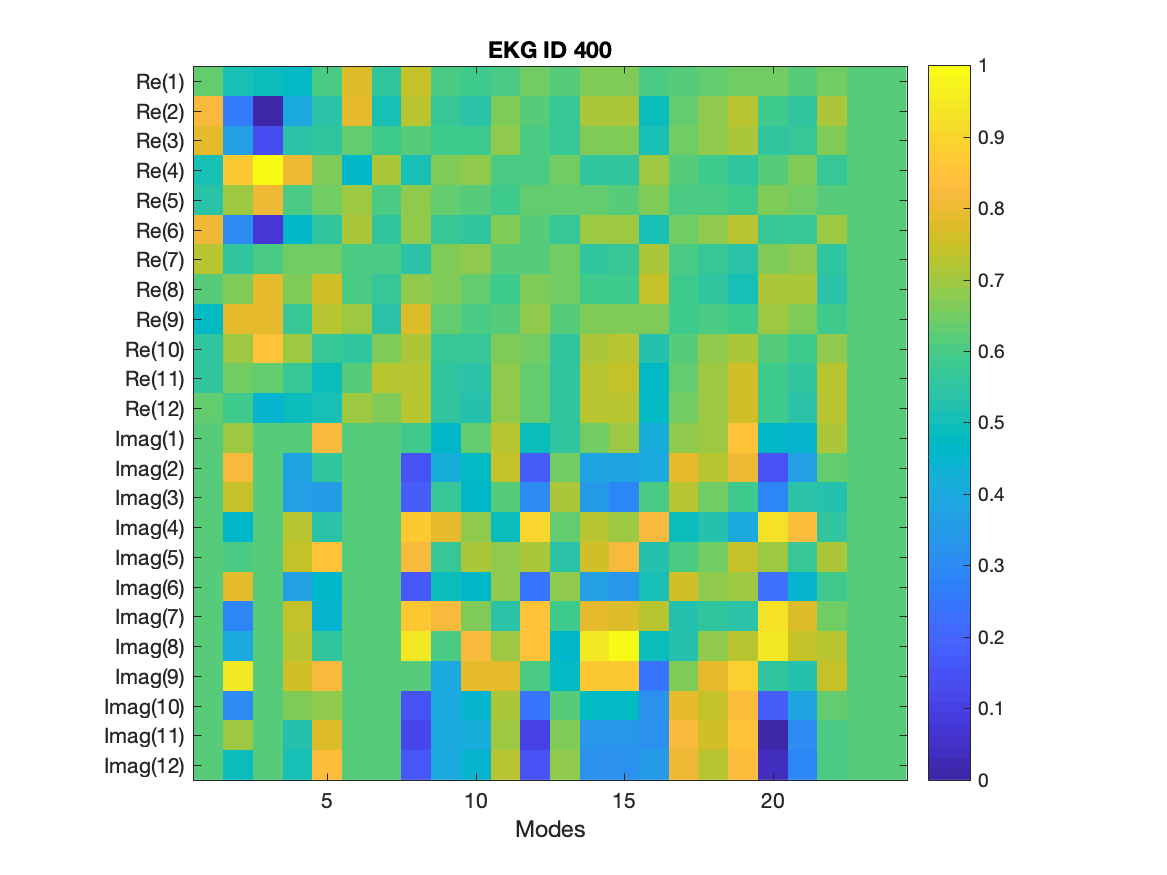 EKG ID 400
Re(1)
Re(2)
Re(3)
Re(4)
Re(5)
Re(6)
Re(7)
Re(8)
Re(9)
Re(10)
Re(11)
Re(12)
Imag(1)
Imag(2)
Imag(3)
Imag(4)
Imag(5)
Imag(6)
Imag(7)
Imag(8)
Imag(9)
Imag(10)
Imag(11)
Imag(12)
5 10 15 20
Modes
1
0.9
0.8
0.7
0.6
0.5
0.4
0.3
0.2
0.1
0